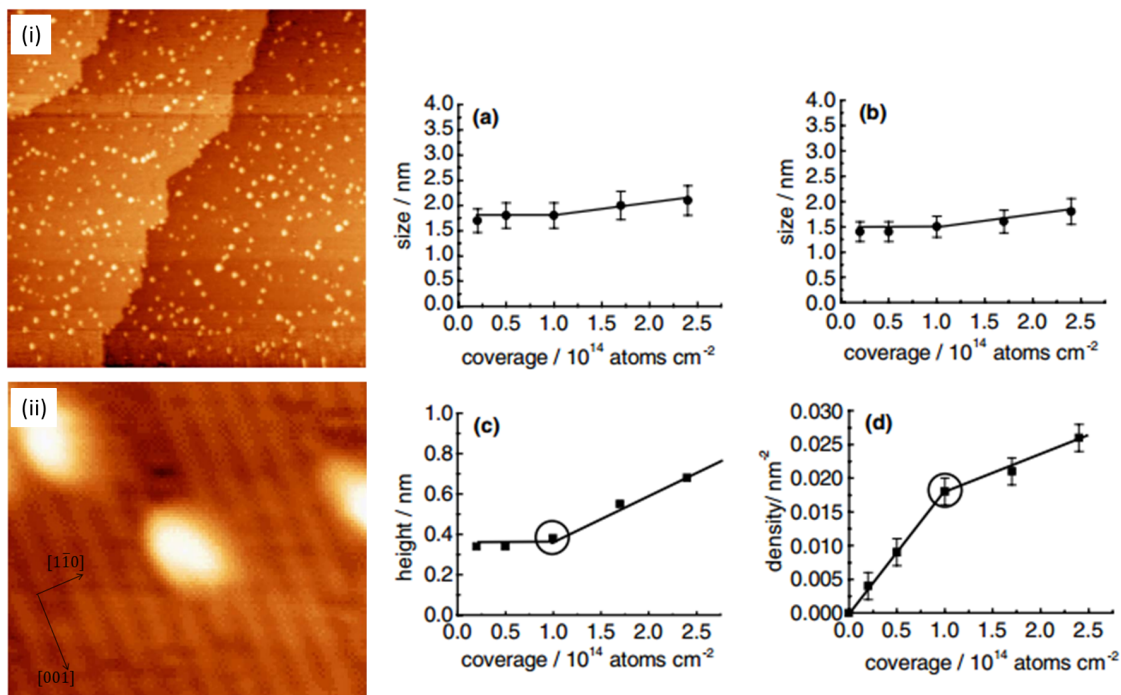 (i)
(ii)
[11̅0]
[001]
(a)
4.0
3.5
3.0
2.5
2.0
1.5
1.0
0.5
0.0
size / nm
0.0 0.5 1.0 1.5 2.0 2.5
coverage / 10¹⁴ atoms cm⁻²
(b)
4.0
3.5
3.0
2.5
2.0
1.5
1.0
0.5
0.0
size / nm
0.0 0.5 1.0 1.5 2.0 2.5
coverage / 10¹⁴ atoms cm⁻²
(c)
1.0
0.8
0.6
0.4
0.2
0.0
height / nm
0.0 0.5 1.0 1.5 2.0 2.5
coverage / 10¹⁴ atoms cm⁻²
(d)
0.030
0.025
0.020
0.015
0.010
0.005
0.000
density/ nm⁻²
0.0 0.5 1.0 1.5 2.0 2.5
coverage / 10¹⁴ atoms cm⁻²